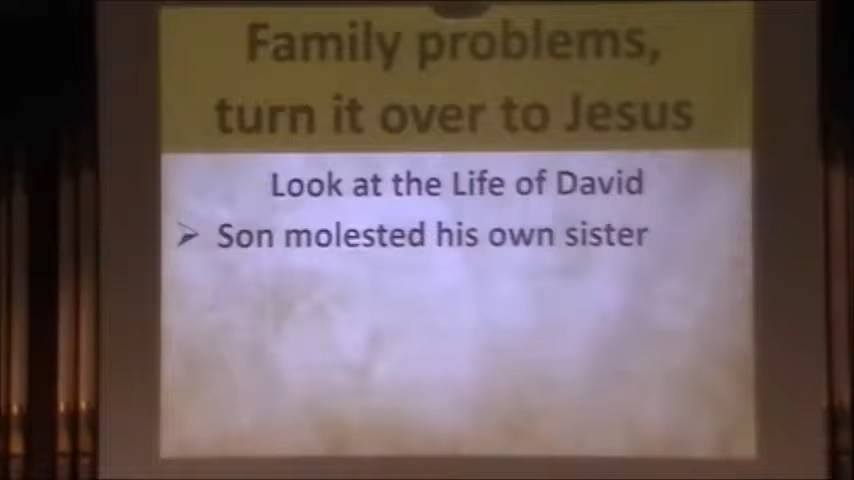 Family problems,
turn it over to Jesus
Look at the Life of David
➢ Son molested his own sister